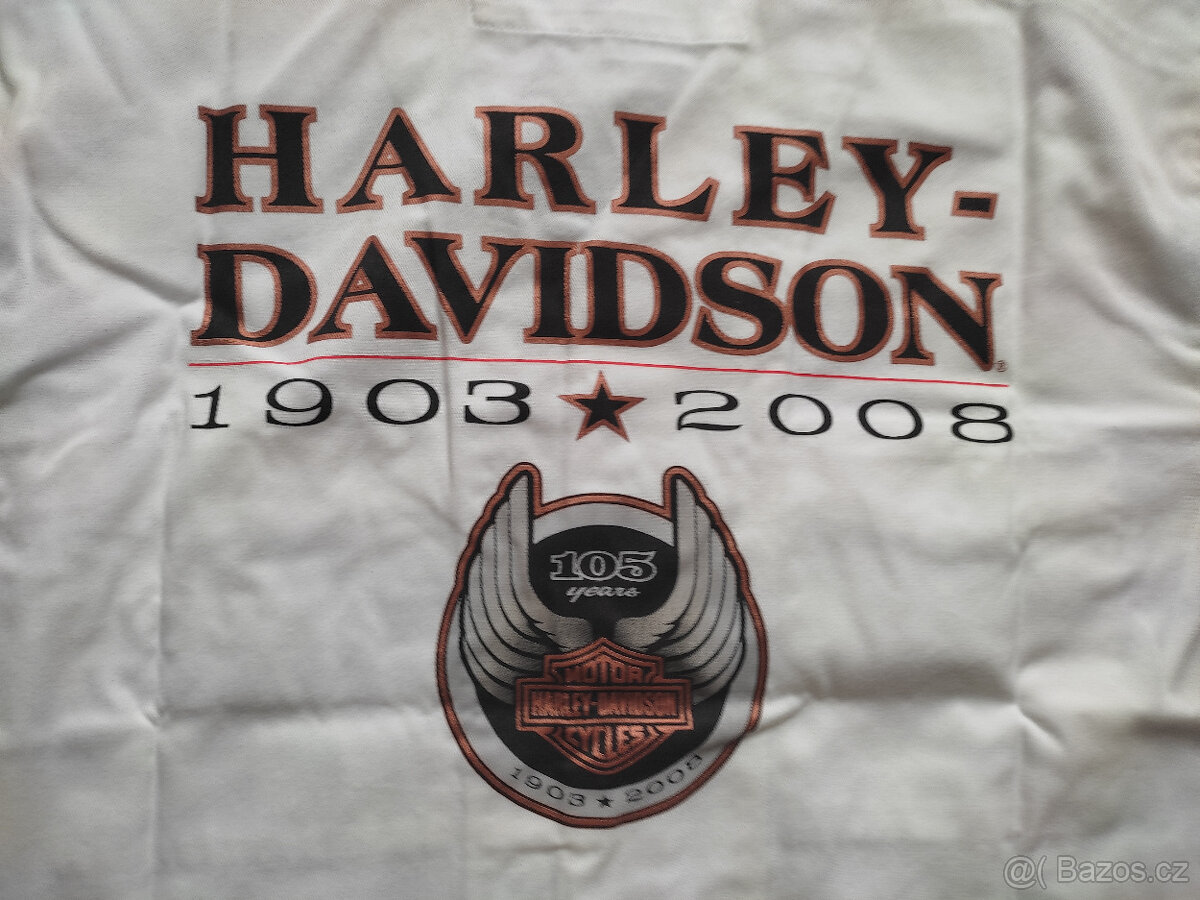 HARLEY-
DAVIDSON®
1903 ★ 2008
105
years
MOTOR
HARLEY-DAVIDSON
CYCLES
1903 ★ 2008
@( Bazos.cz